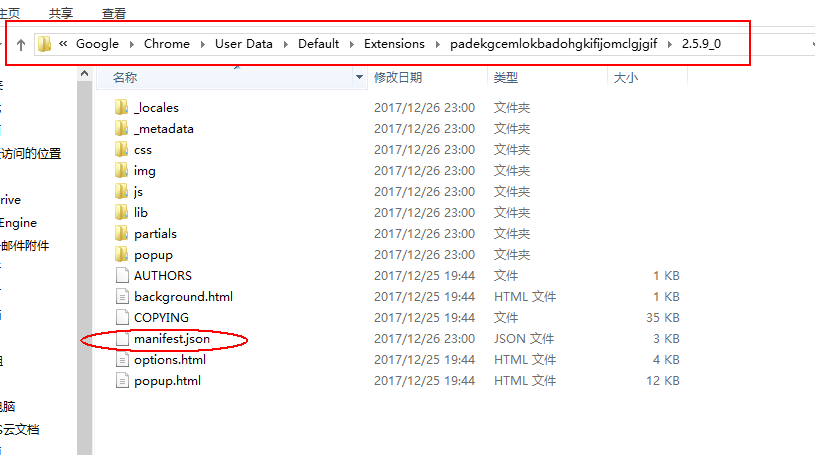 主页 共享 查看
« Google › Chrome › User Data › Default › Extensions › padekgcemlokbadohgkifijomclgjgif › 2.5.9_0
名称 修改日期 类型 大小
_locales 2017/12/26 23:00 文件夹
_metadata 2017/12/26 23:00 文件夹
css 2017/12/26 23:00 文件夹
访问的位置
img 2017/12/26 23:00 文件夹
js 2017/12/26 23:00 文件夹
rive
lib 2017/12/26 23:00 文件夹
Engine
partials 2017/12/26 23:00 文件夹
邮件附件
popup 2017/12/26 23:00 文件夹
AUTHORS 2017/12/25 19:44 文件 1 KB
background.html 2017/12/25 19:44 HTML 文件 1 KB
COPYING 2017/12/25 19:44 文件 35 KB
manifest.json 2017/12/26 23:00 JSON 文件 3 KB
options.html 2017/12/25 19:44 HTML 文件 4 KB
popup.html 2017/12/25 19:44 HTML 文件 12 KB
电脑
S云文档